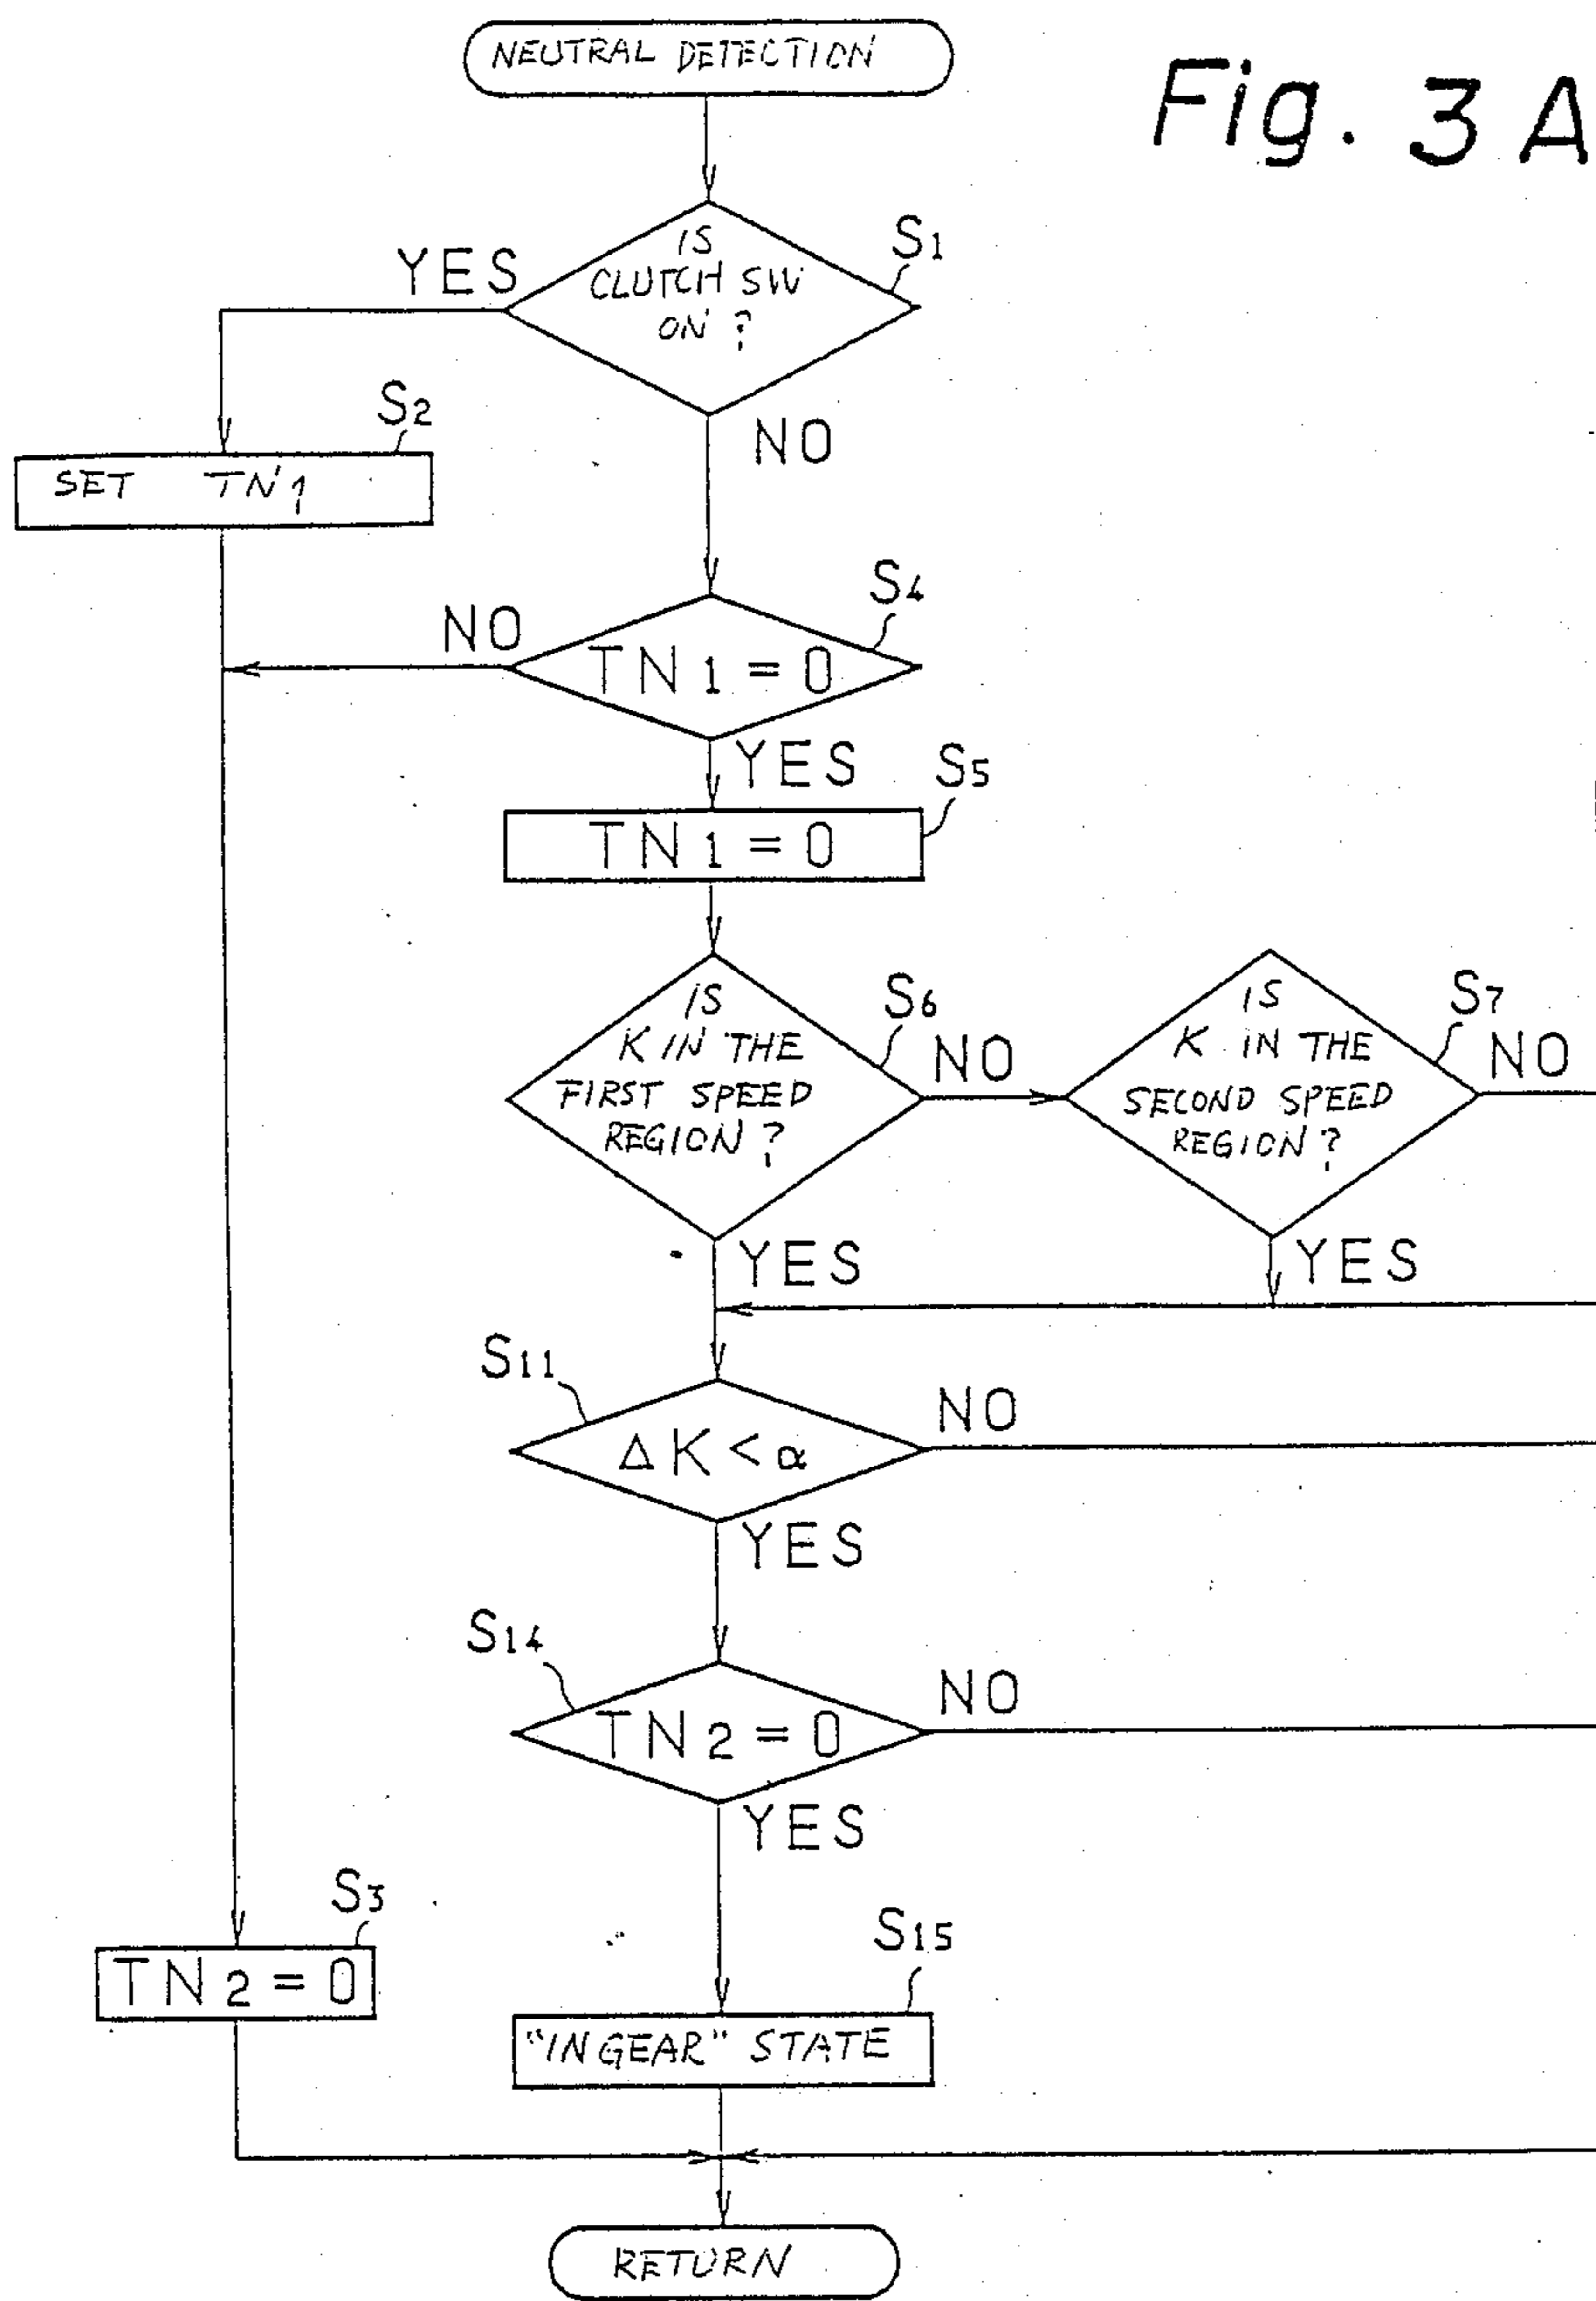 NEUTRAL DETECTION
Fig. 3 A
IS
CLUTCH SW
ON ?
S1
YES
NO
S2
SET TN1
S4
NO
TN1 = 0
YES
S5
TN1 = 0
IS
K IN THE
FIRST SPEED
REGION ?
S6
NO
IS
K IN THE
SECOND SPEED
REGION ?
S7
NO
YES
YES
S11
ΔK < α
NO
YES
S14
TN2 = 0
NO
YES
S3
TN2 = 0
S15
"IN GEAR" STATE
RETURN